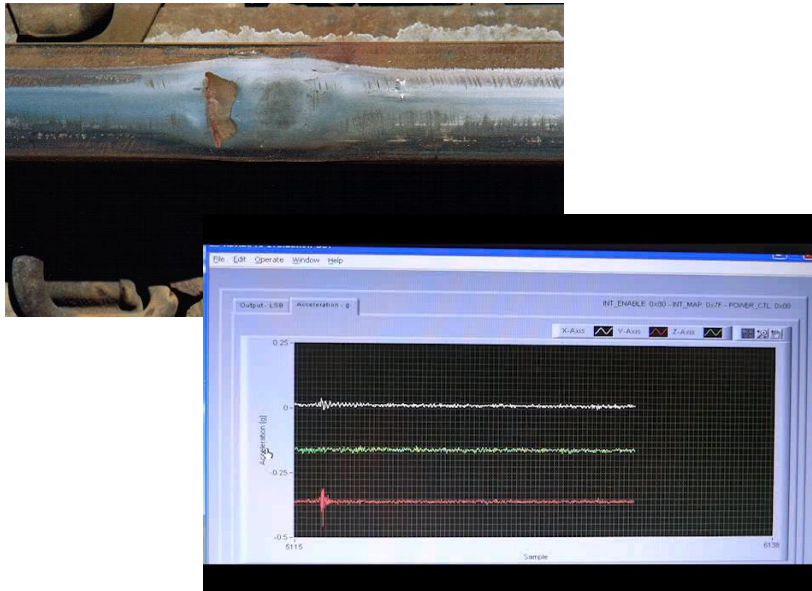 File Edit Operate Window Help
Output - LSB Acceleration - g
INT_ENABLE: 0x80 - INT_MAP: 0x7F - POWER_CTL: 0x08
X-Axis Y-Axis Z-Axis
0.25
0
Acceleration [g]
-0.25
-0.5
5115 6138
Sample